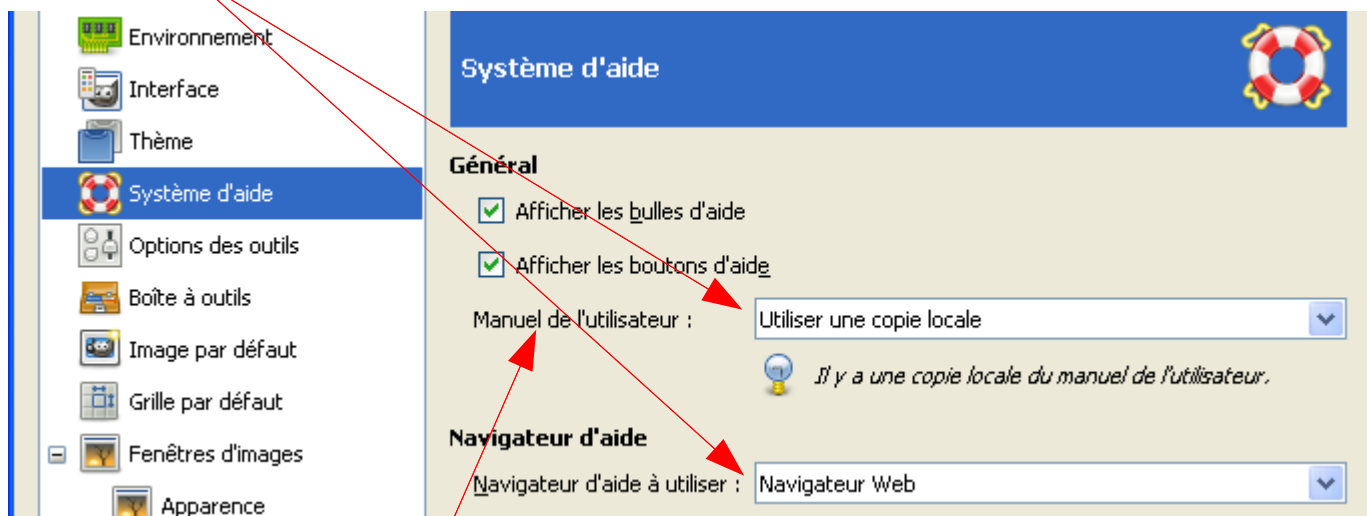 Environnement
Interface
Thème
Système d'aide
Options des outils
Boîte à outils
Image par défaut
Grille par défaut
Fenêtres d'images
Apparence
Système d'aide
Général
Afficher les bulles d'aide
Afficher les boutons d'aide
Manuel de l'utilisateur : Utiliser une copie locale
Il y a une copie locale du manuel de l'utilisateur.
Navigateur d'aide
Navigateur d'aide à utiliser : Navigateur Web